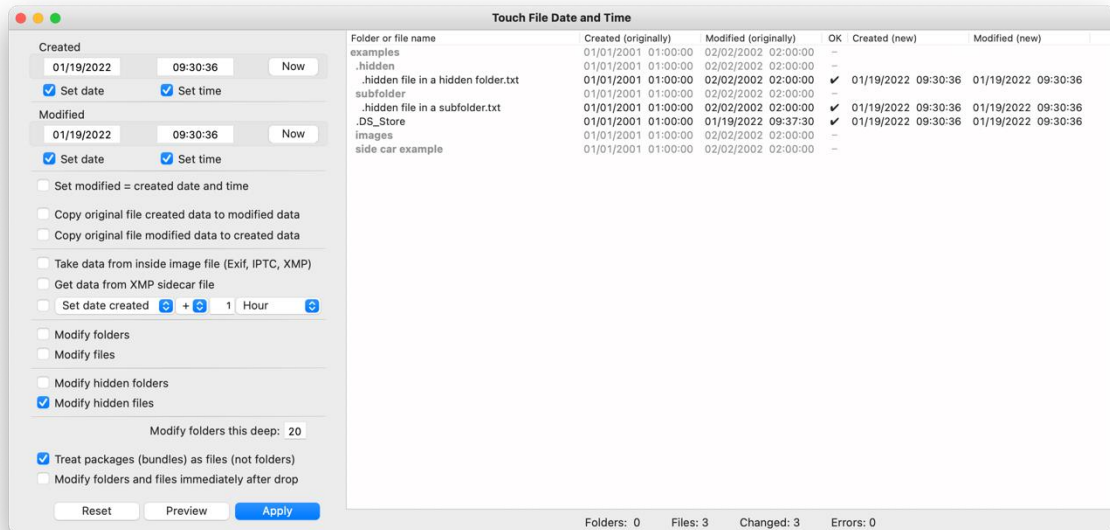 Touch File Date and Time
Created
01/19/2022 09:30:36 Now
Set date Set time
Modified
01/19/2022 09:30:36 Now
Set date Set time
Set modified = created date and time
Copy original file created data to modified data
Copy original file modified data to created data
Take data from inside image file (Exif, IPTC, XMP)
Get data from XMP sidecar file
Set date created + 1 Hour
Modify folders
Modify files
Modify hidden folders
Modify hidden files
Modify folders this deep: 20
Treat packages (bundles) as files (not folders)
Modify folders and files immediately after drop
Reset Preview Apply
Folder or file name Created (originally) Modified (originally) OK Created (new) Modified (new)
examples 01/01/2001 01:00:00 02/02/2002 02:00:00 –
.hidden 01/01/2001 01:00:00 02/02/2002 02:00:00 –
.hidden file in a hidden folder.txt 01/01/2001 01:00:00 02/02/2002 02:00:00 ✔ 01/19/2022 09:30:36 01/19/2022 09:30:36
subfolder 01/01/2001 01:00:00 02/02/2002 02:00:00 –
.hidden file in a subfolder.txt 01/01/2001 01:00:00 02/02/2002 02:00:00 ✔ 01/19/2022 09:30:36 01/19/2022 09:30:36
.DS_Store 01/01/2001 01:00:00 01/19/2022 09:37:30 ✔ 01/19/2022 09:30:36 01/19/2022 09:30:36
images 01/01/2001 01:00:00 02/02/2002 02:00:00 –
side car example 01/01/2001 01:00:00 02/02/2002 02:00:00 –
Folders: 0 Files: 3 Changed: 3 Errors: 0